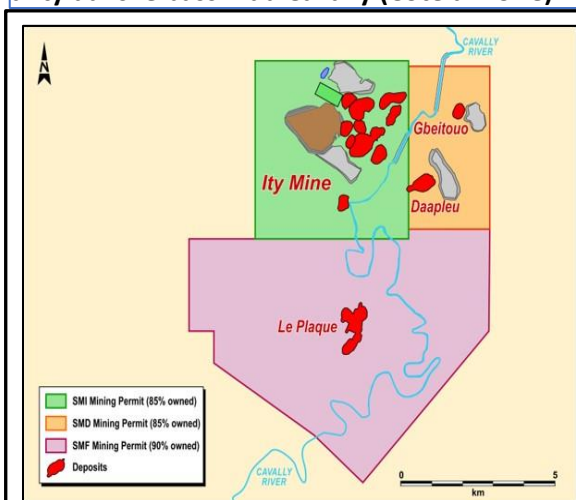 N
CAVALLY
RIVER
Gbeitouo
Ity Mine
Daapleu
Le Plaque
SMI Mining Permit (85% owned)
SMD Mining Permit (85% owned)
SMF Mining Permit (90% owned)
Deposits
CAVALLY
RIVER
0 5
km